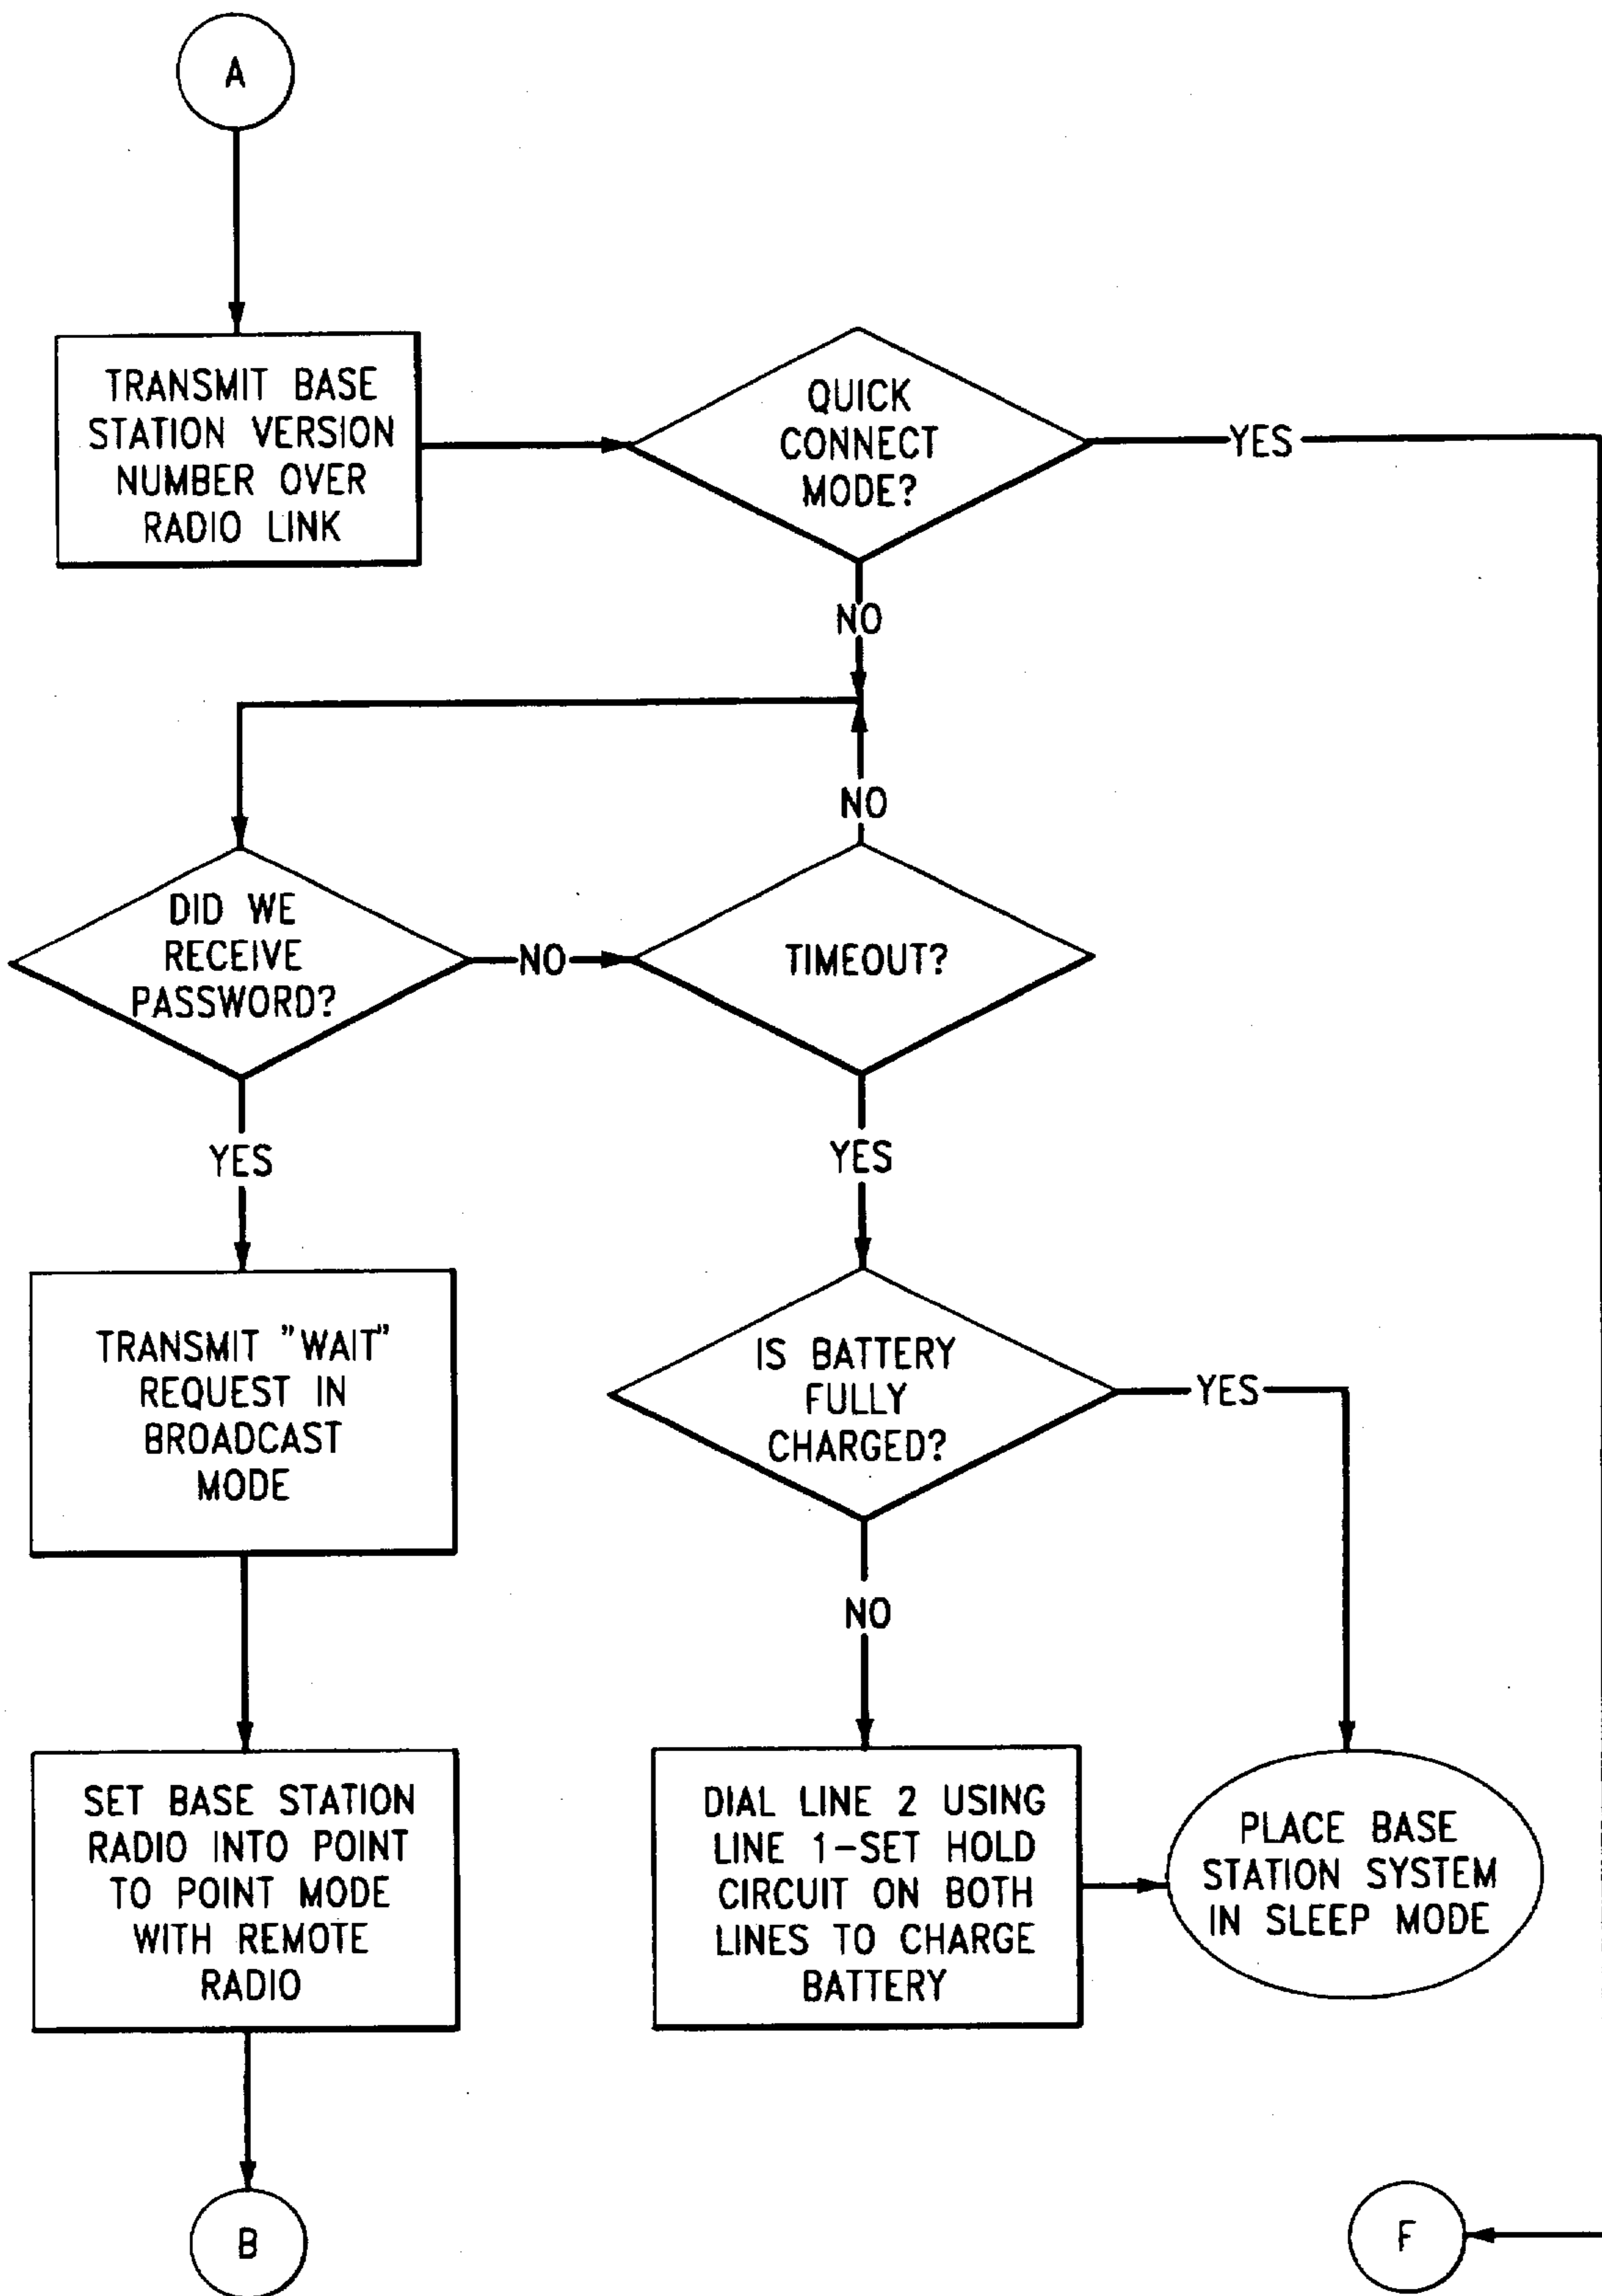 A
TRANSMIT BASE
STATION VERSION
NUMBER OVER
RADIO LINK
QUICK
CONNECT
MODE?
YES
NO
NO
DID WE
RECEIVE
PASSWORD?
NO
TIMEOUT?
YES
YES
TRANSMIT "WAIT"
REQUEST IN
BROADCAST
MODE
IS BATTERY
FULLY
CHARGED?
YES
NO
SET BASE STATION
RADIO INTO POINT
TO POINT MODE
WITH REMOTE
RADIO
DIAL LINE 2 USING
LINE 1-SET HOLD
CIRCUIT ON BOTH
LINES TO CHARGE
BATTERY
PLACE BASE
STATION SYSTEM
IN SLEEP MODE
B
F